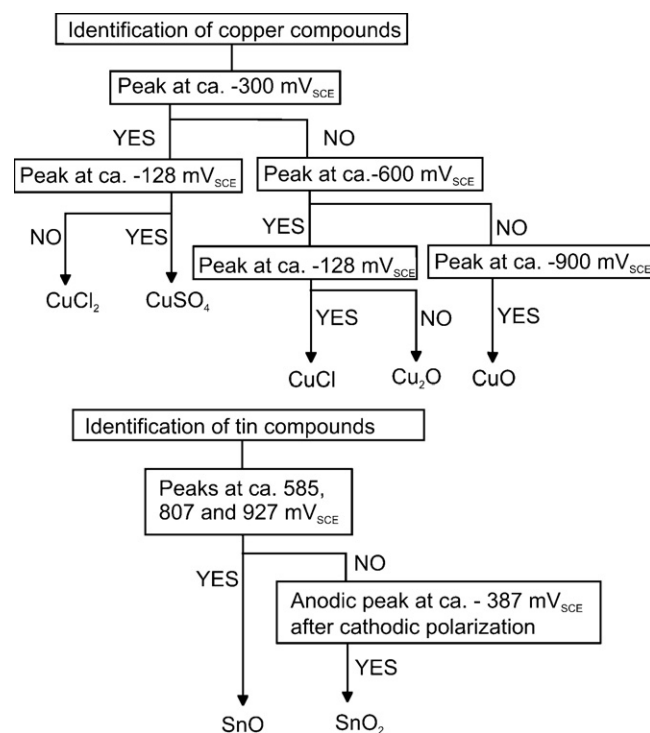 Identification of copper compounds
Peak at ca. -300 mVSCE
YES
NO
Peak at ca. -128 mVSCE
Peak at ca.-600 mVSCE
NO
YES
YES
NO
Peak at ca. -128 mVSCE
Peak at ca. -900 mVSCE
CuCl2
CuSO4
YES
NO
YES
CuCl
Cu2O
CuO
Identification of tin compounds
Peaks at ca. 585,
807 and 927 mVSCE
YES
NO
Anodic peak at ca. - 387 mVSCE
after cathodic polarization
YES
SnO
SnO2